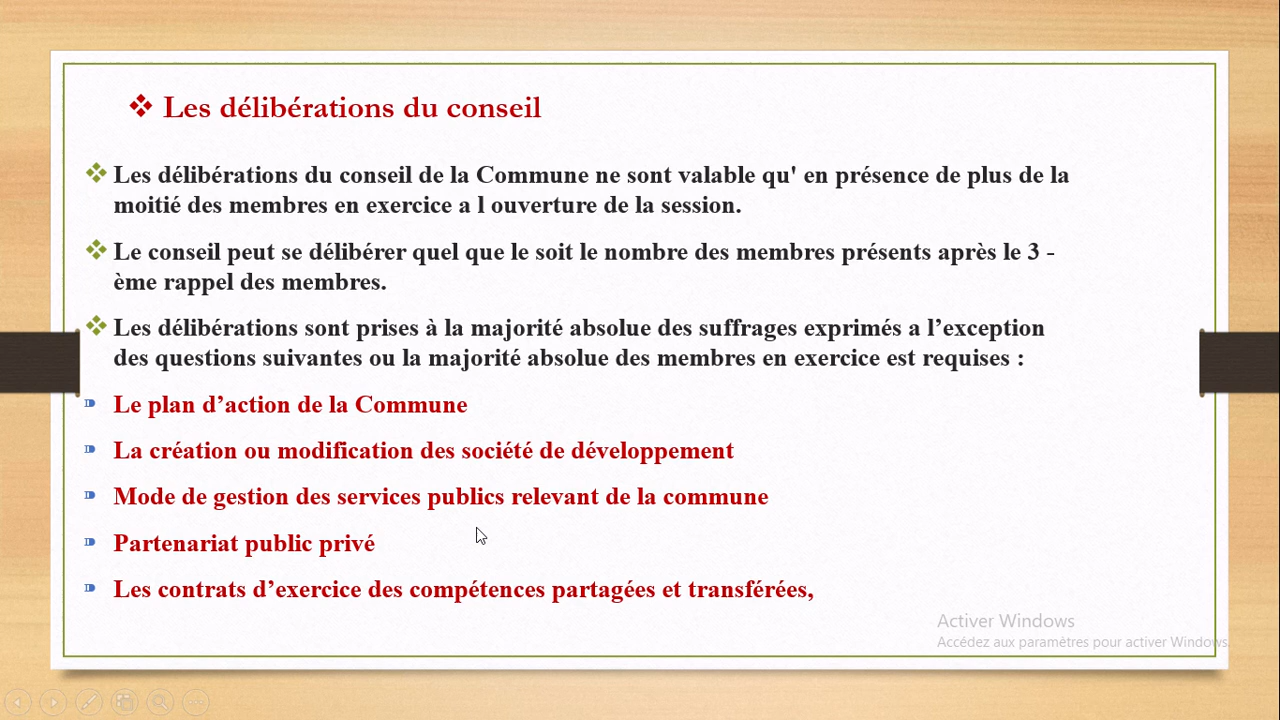 Les délibérations du conseil
Les délibérations du conseil de la Commune ne sont valable qu' en présence de plus de la
moitié des membres en exercice a l ouverture de la session.
Le conseil peut se délibérer quel que le soit le nombre des membres présents après le 3 -
ème rappel des membres.
Les délibérations sont prises à la majorité absolue des suffrages exprimés a l’exception
des questions suivantes ou la majorité absolue des membres en exercice est requises :
Le plan d’action de la Commune
La création ou modification des société de développement
Mode de gestion des services publics relevant de la commune
Partenariat public privé
Les contrats d’exercice des compétences partagées et transférées,
Activer Windows
Accédez aux paramètres pour activer Windows.